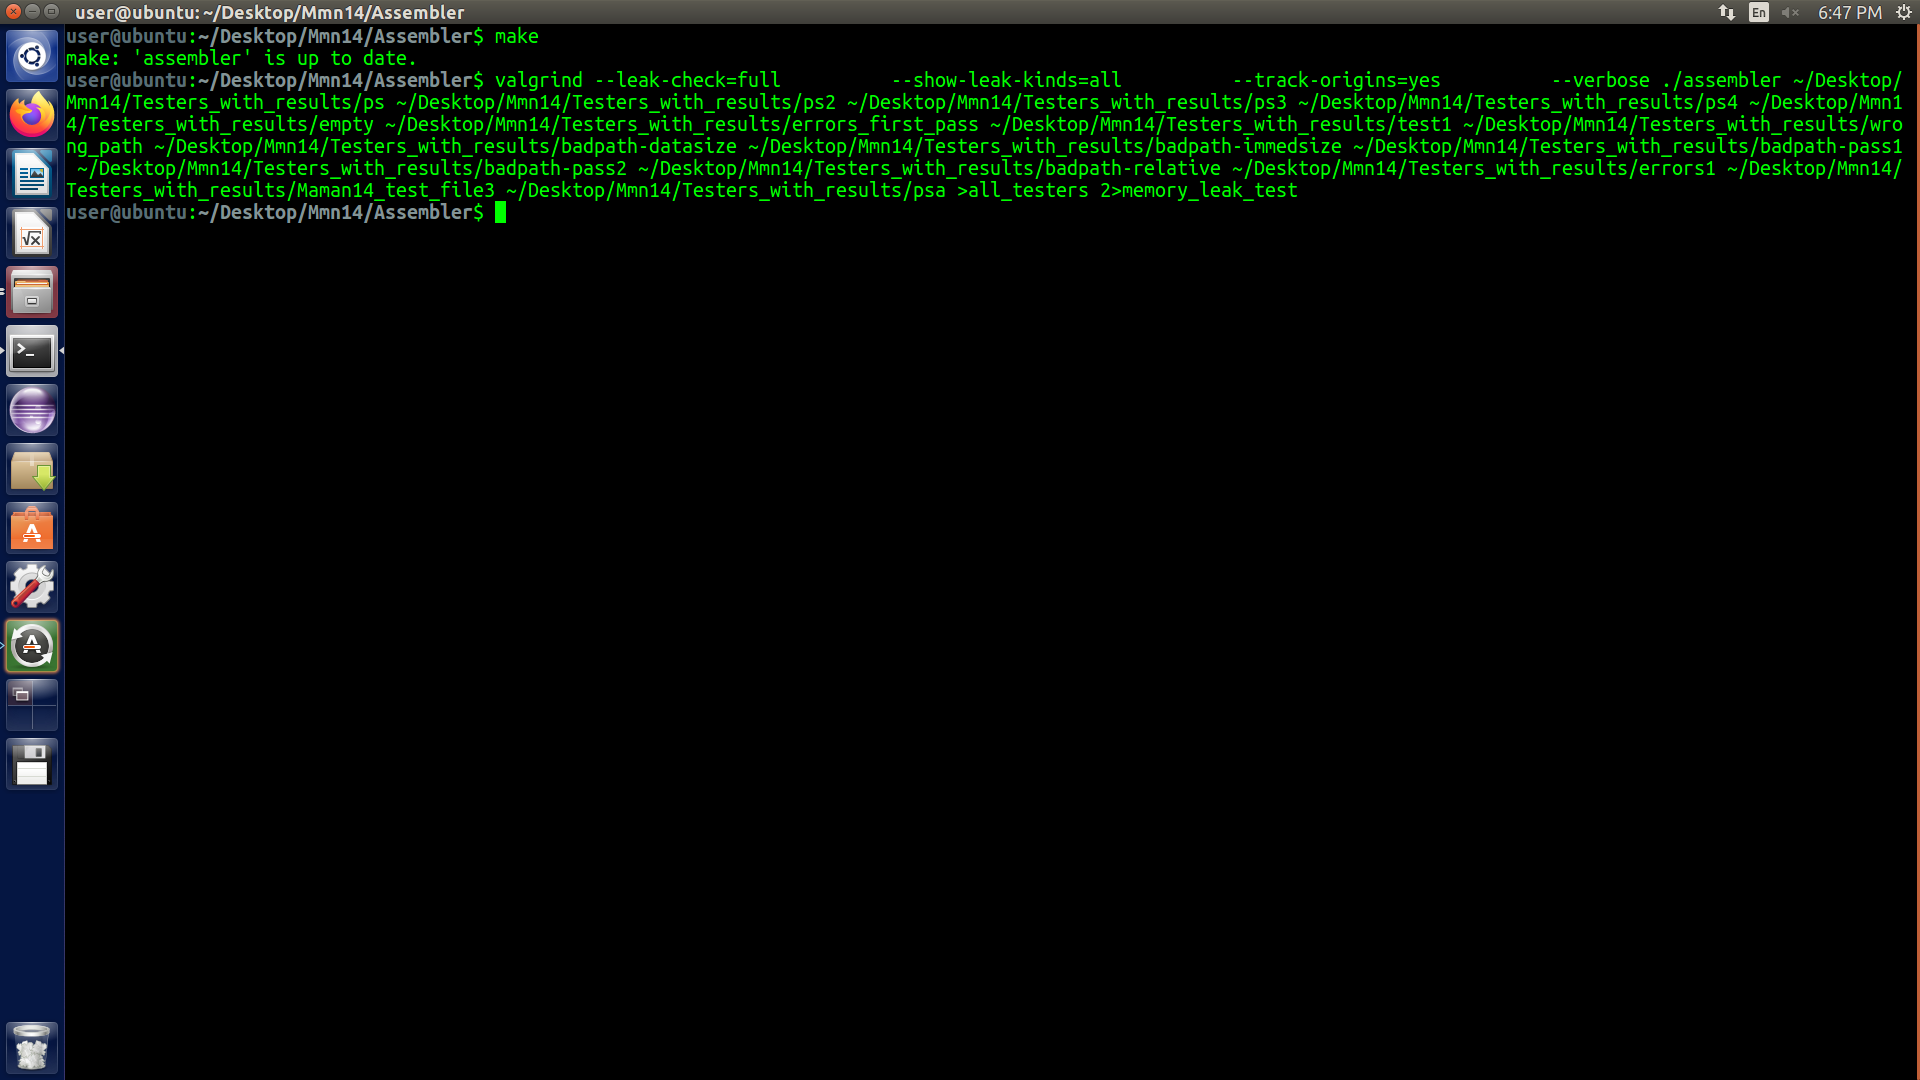 user@ubuntu: ~/Desktop/Mmn14/Assembler
En
6:47 PM
user@ubuntu:~/Desktop/Mmn14/Assembler$ make
make: 'assembler' is up to date.
user@ubuntu:~/Desktop/Mmn14/Assembler$ valgrind --leak-check=full          --show-leak-kinds=all          --track-origins=yes          --verbose ./assembler ~/Desktop/
Mmn14/Testers_with_results/ps ~/Desktop/Mmn14/Testers_with_results/ps2 ~/Desktop/Mmn14/Testers_with_results/ps3 ~/Desktop/Mmn14/Testers_with_results/ps4 ~/Desktop/Mmn1
4/Testers_with_results/empty ~/Desktop/Mmn14/Testers_with_results/errors_first_pass ~/Desktop/Mmn14/Testers_with_results/test1 ~/Desktop/Mmn14/Testers_with_results/wro
ng_path ~/Desktop/Mmn14/Testers_with_results/badpath-datasize ~/Desktop/Mmn14/Testers_with_results/badpath-immedsize ~/Desktop/Mmn14/Testers_with_results/badpath-pass1
 ~/Desktop/Mmn14/Testers_with_results/badpath-pass2 ~/Desktop/Mmn14/Testers_with_results/badpath-relative ~/Desktop/Mmn14/Testers_with_results/errors1 ~/Desktop/Mmn14/
Testers_with_results/Maman14_test_file3 ~/Desktop/Mmn14/Testers_with_results/psa >all_testers 2>memory_leak_test
user@ubuntu:~/Desktop/Mmn14/Assembler$